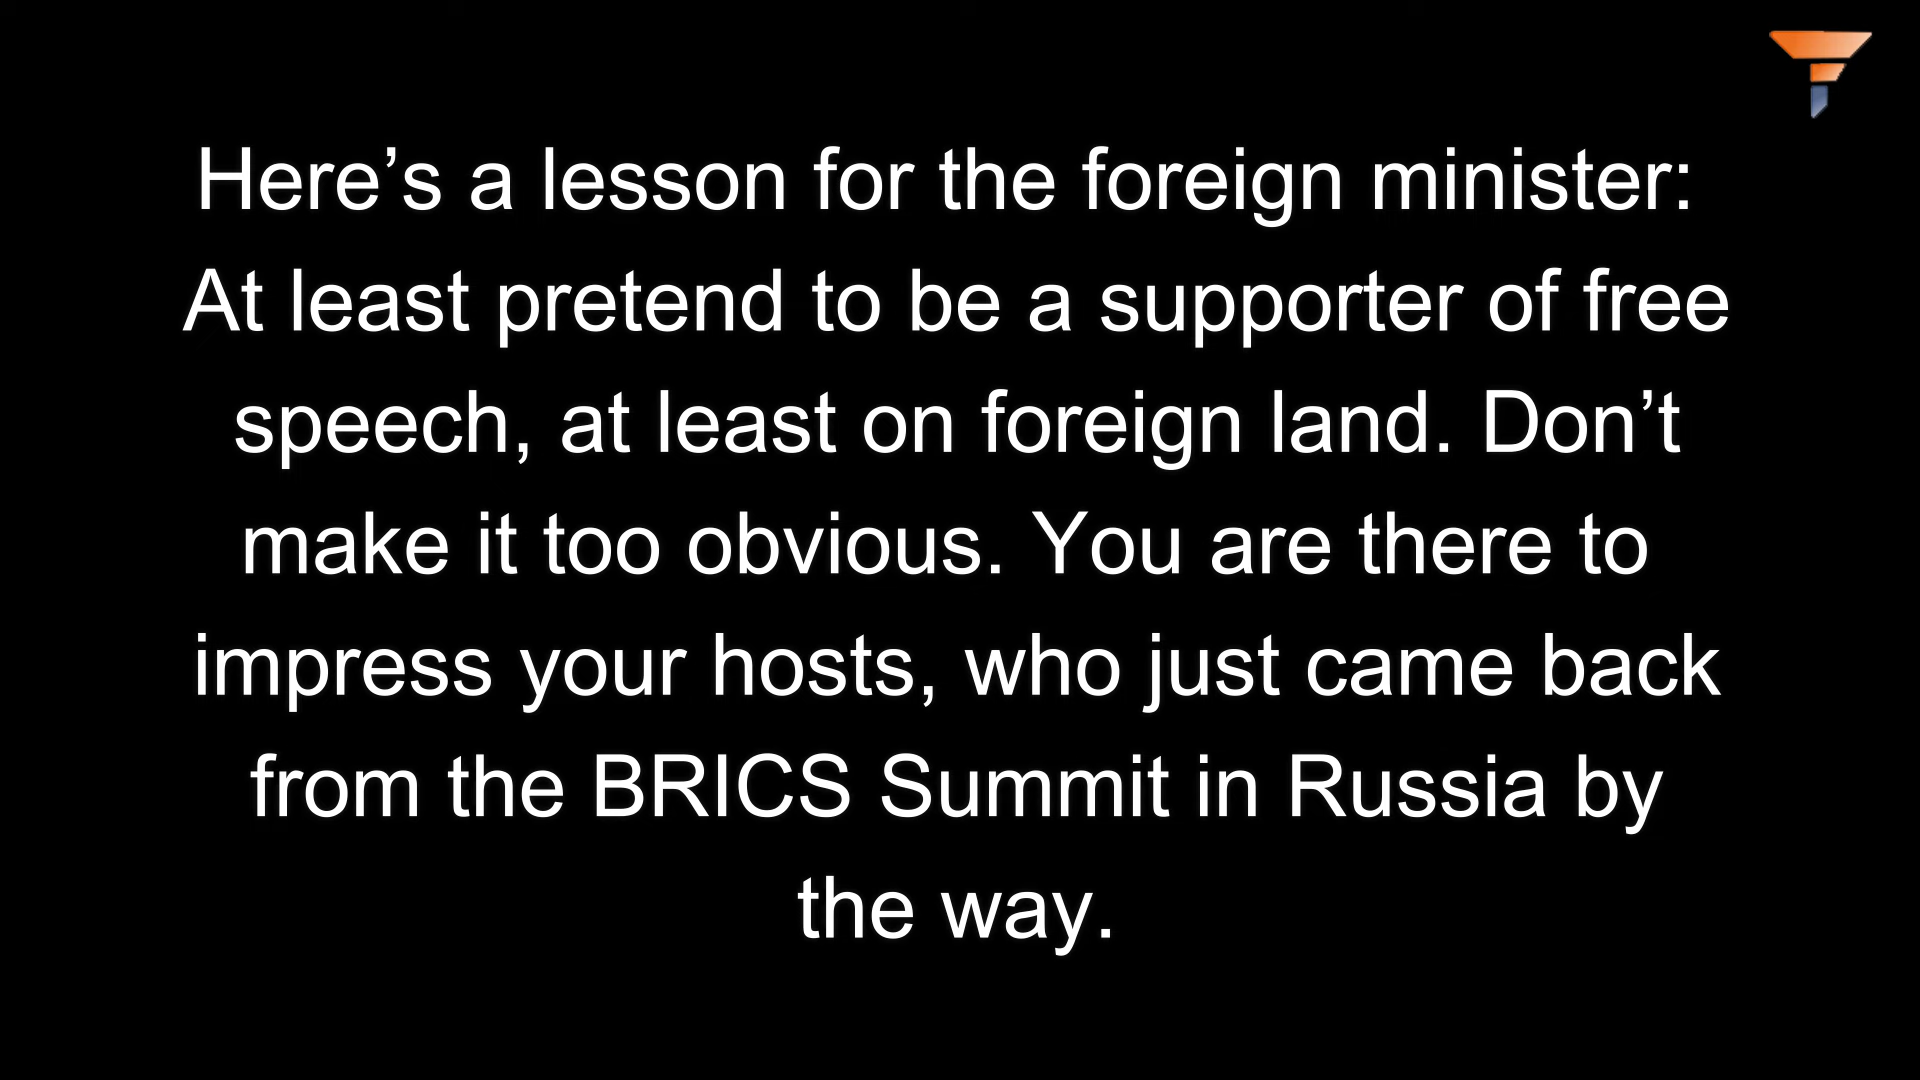 Here’s a lesson for the foreign minister:
At least pretend to be a supporter of free
speech, at least on foreign land. Don’t
make it too obvious. You are there to
impress your hosts, who just came back
from the BRICS Summit in Russia by
the way.